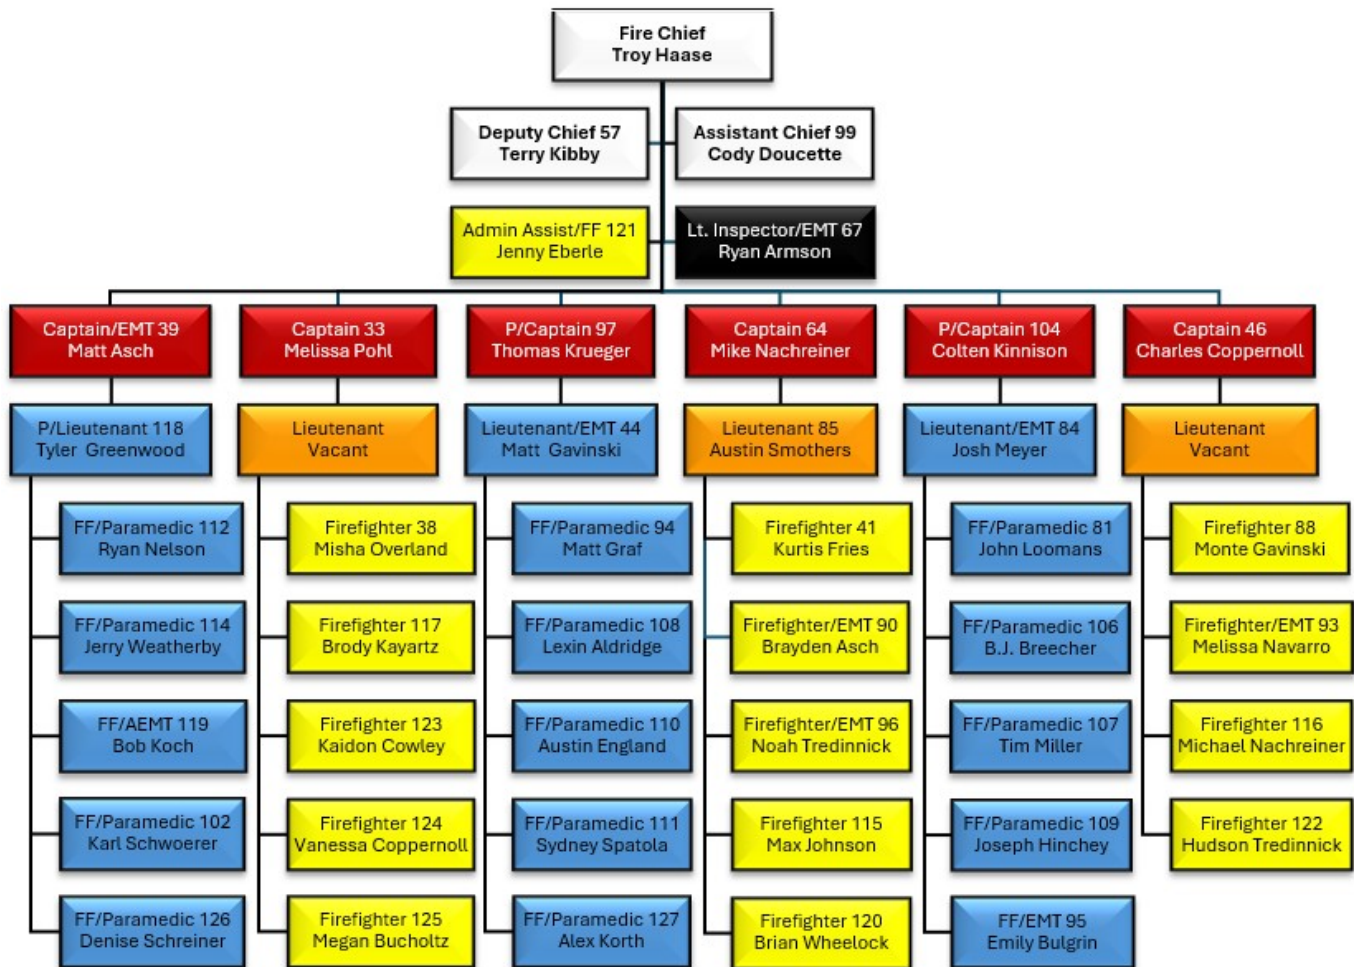 Fire Chief
Troy Haase
Deputy Chief 57
Terry Kibby
Assistant Chief 99
Cody Doucette
Admin Assist/FF 121
Jenny Eberle
Lt. Inspector/EMT 67
Ryan Armson
Captain/EMT 39
Matt Asch
Captain 33
Melissa Pohl
P/Captain 97
Thomas Krueger
Captain 64
Mike Nachreiner
P/Captain 104
Colten Kinnison
Captain 46
Charles Coppernoll
P/Lieutenant 118
Tyler Greenwood
Lieutenant
Vacant
Lieutenant/EMT 44
Matt Gavinski
Lieutenant 85
Austin Smothers
Lieutenant/EMT 84
Josh Meyer
Lieutenant
Vacant
FF/Paramedic 112
Ryan Nelson
Firefighter 38
Misha Overland
FF/Paramedic 94
Matt Graf
Firefighter 41
Kurtis Fries
FF/Paramedic 81
John Loomans
Firefighter 88
Monte Gavinski
FF/Paramedic 114
Jerry Weatherby
Firefighter 117
Brody Kayartz
FF/Paramedic 108
Lexin Aldridge
Firefighter/EMT 90
Brayden Asch
FF/Paramedic 106
B.J. Breecher
Firefighter/EMT 93
Melissa Navarro
FF/AEMT 119
Bob Koch
Firefighter 123
Kaidon Cowley
FF/Paramedic 110
Austin England
Firefighter/EMT 96
Noah Tredinnick
FF/Paramedic 107
Tim Miller
Firefighter 116
Michael Nachreiner
FF/Paramedic 102
Karl Schwoerer
Firefighter 124
Vanessa Coppernoll
FF/Paramedic 111
Sydney Spatola
Firefighter 115
Max Johnson
FF/Paramedic 109
Joseph Hinchey
Firefighter 122
Hudson Tredinnick
FF/Paramedic 126
Denise Schreiner
Firefighter 125
Megan Bucholtz
FF/Paramedic 127
Alex Korth
Firefighter 120
Brian Wheelock
FF/EMT 95
Emily Bulgrin